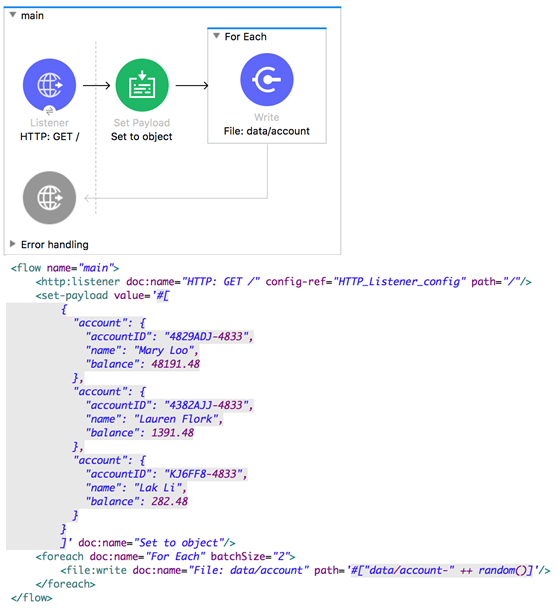 main
For Each
Listener
HTTP: GET /
Set Payload
Set to object
Write
File: data/account
Error handling
<flow name="main">
<http:listener doc:name="HTTP: GET /" config-ref="HTTP_Listener_config" path="/"/>
<set-payload value='#[
{
"account": {
"accountID": "4829ADJ-4833",
"name": "Mary Loo",
"balance": 48191.48
},
"account": {
"accountID": "4382AJJ-4833",
"name": "Lauren Flork",
"balance": 1391.48
},
"account": {
"accountID": "KJ6FF8-4833",
"name": "Lak Li",
"balance": 282.48
}
}
]' doc:name="Set to object"/>
<foreach doc:name="For Each" batchSize="2">
<file:write doc:name="File: data/account" path='#["data/account-" ++ random()]'/>
</foreach>
</flow>